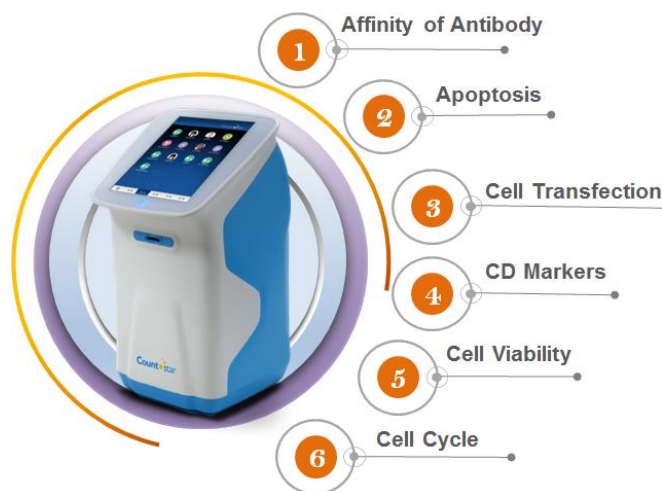 1
Affinity of Antibody
2
Apoptosis
3
Cell Transfection
4
CD Markers
5
Cell Viability
6
Cell Cycle
Countstar